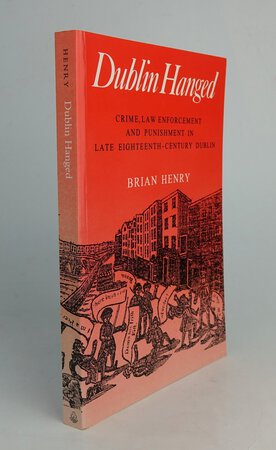 HENRY
Dublin Hanged
Dublin Hanged
CRIME, LAW ENFORCEMENT
AND PUNISHMENT IN
LATE EIGHTEENTH-CENTURY DUBLIN
BRIAN HENRY